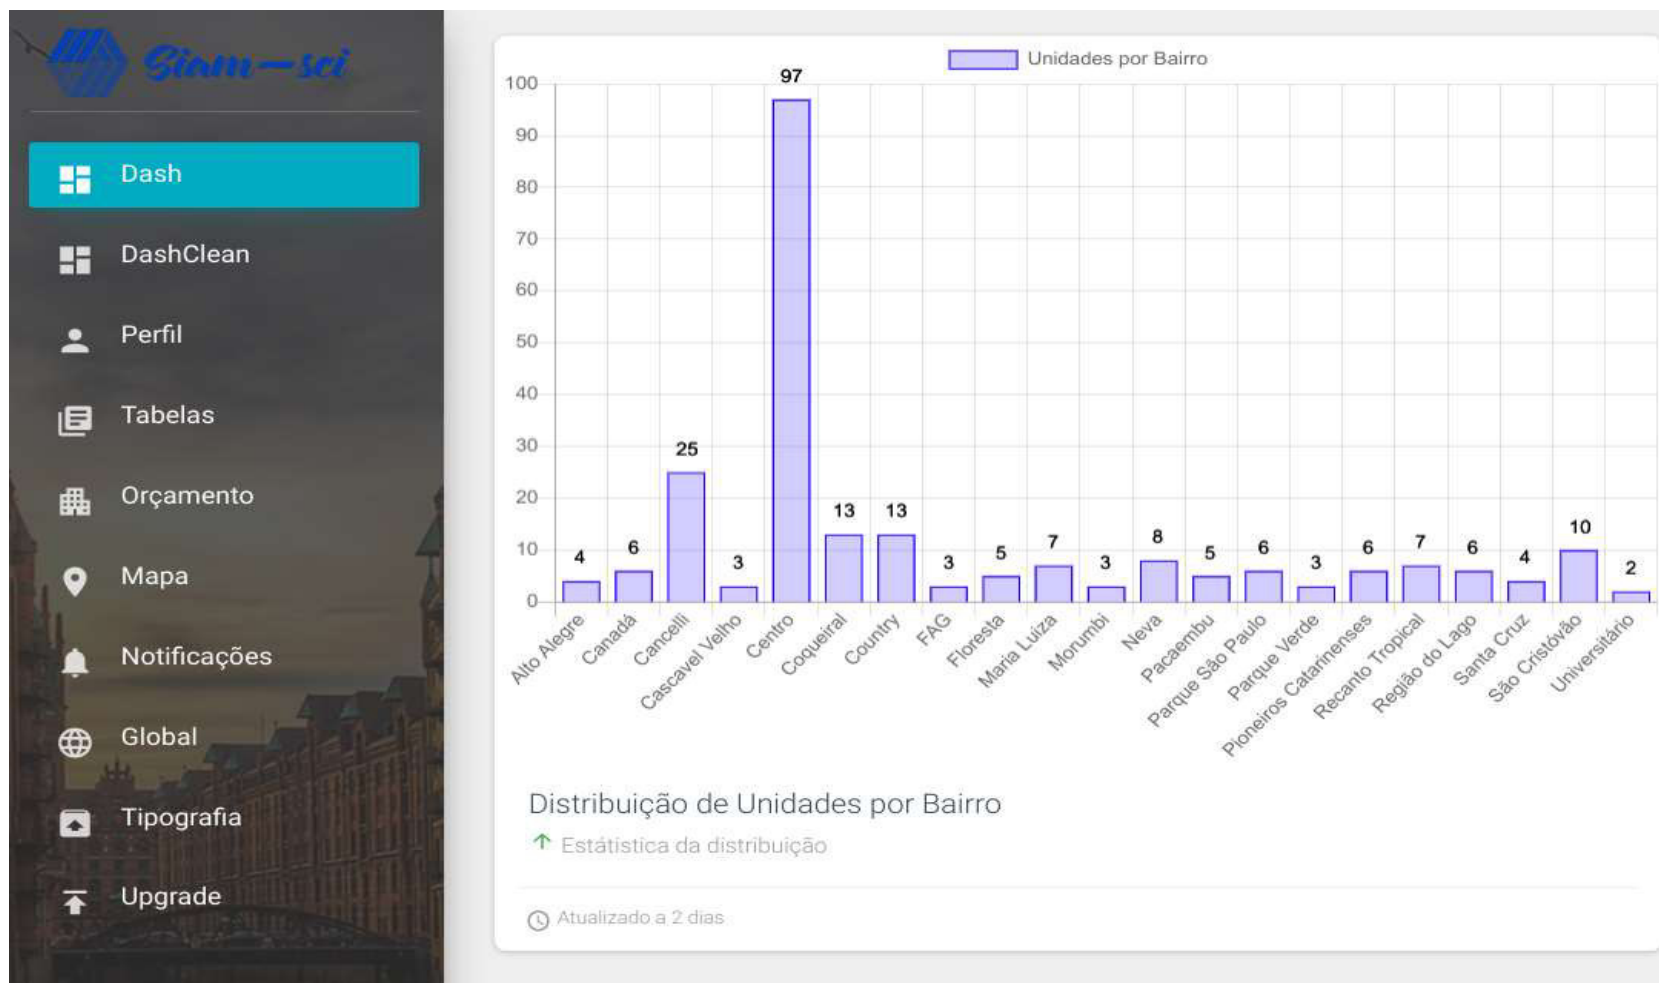 Siam-sci
Dash
DashClean
Perfil
Tabelas
Orçamento
Mapa
Notificações
Global
Tipografia
Upgrade
Unidades por Bairro
100
90
80
70
60
50
40
30
20
10
0
4
6
25
3
97
13
13
3
5
7
3
8
5
6
3
6
7
6
4
10
2
Alto Alegre
Canadá
Cancelli
Cascavel Velho
Centro
Coqueiral
Country
FAG
Floresta
Maria Luiza
Morumbi
Neva
Pacaembu
Parque São Paulo
Parque Verde
Pioneiros Catarinenses
Recanto Tropical
Região do Lago
Santa Cruz
São Cristóvão
Universitário
Distribuição de Unidades por Bairro
Estátistica da distribuição
Atualizado a 2 dias